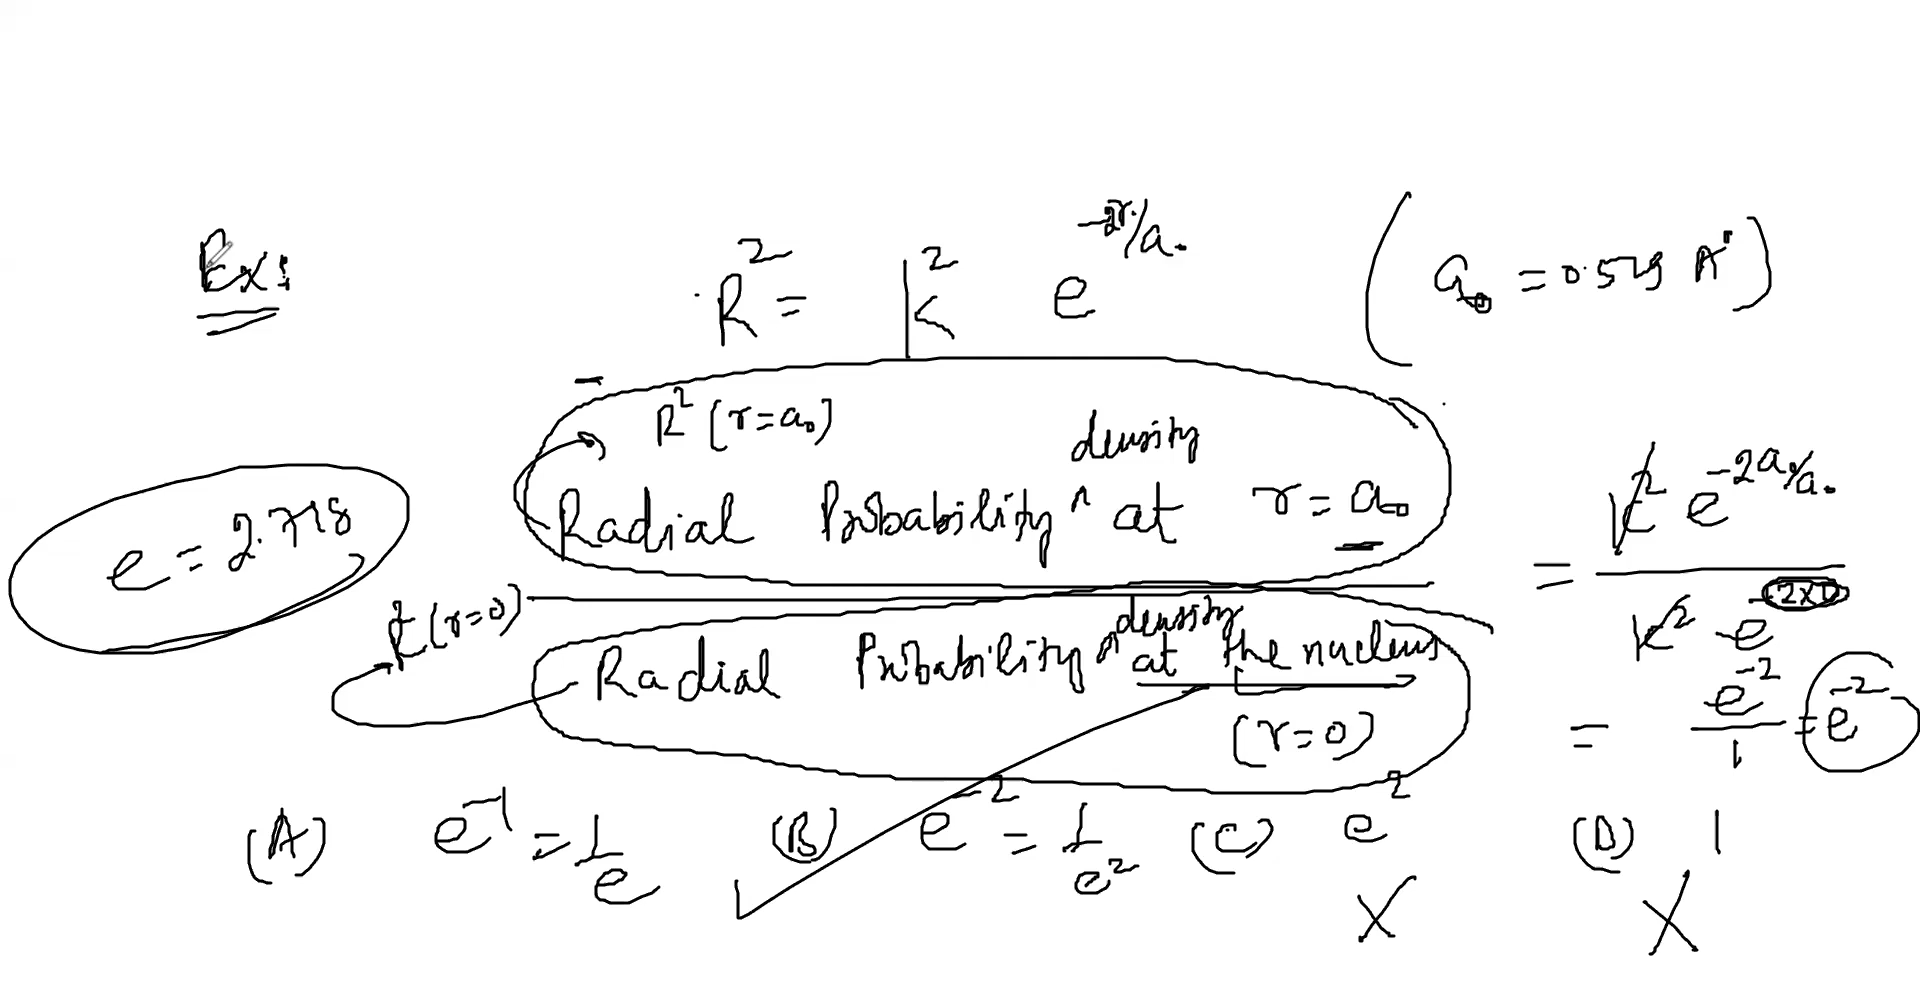 Ex:
R² = K² e^(-2r/a₀) (a₀ = 0.529 A°)
R² (r = a₀)
density
Radial Probability ^ at r = a₀
= K² e^(-2a₀/a₀) / K² e^(-2×0)
e = 2.718
R² (r=0)
density
Radial Probability ^ at the nucleus
(r=0)
= e⁻² / 1 = e⁻²
(A) e⁻¹ = 1/e (B) e⁻² = 1/e² (C) e² (D) 1